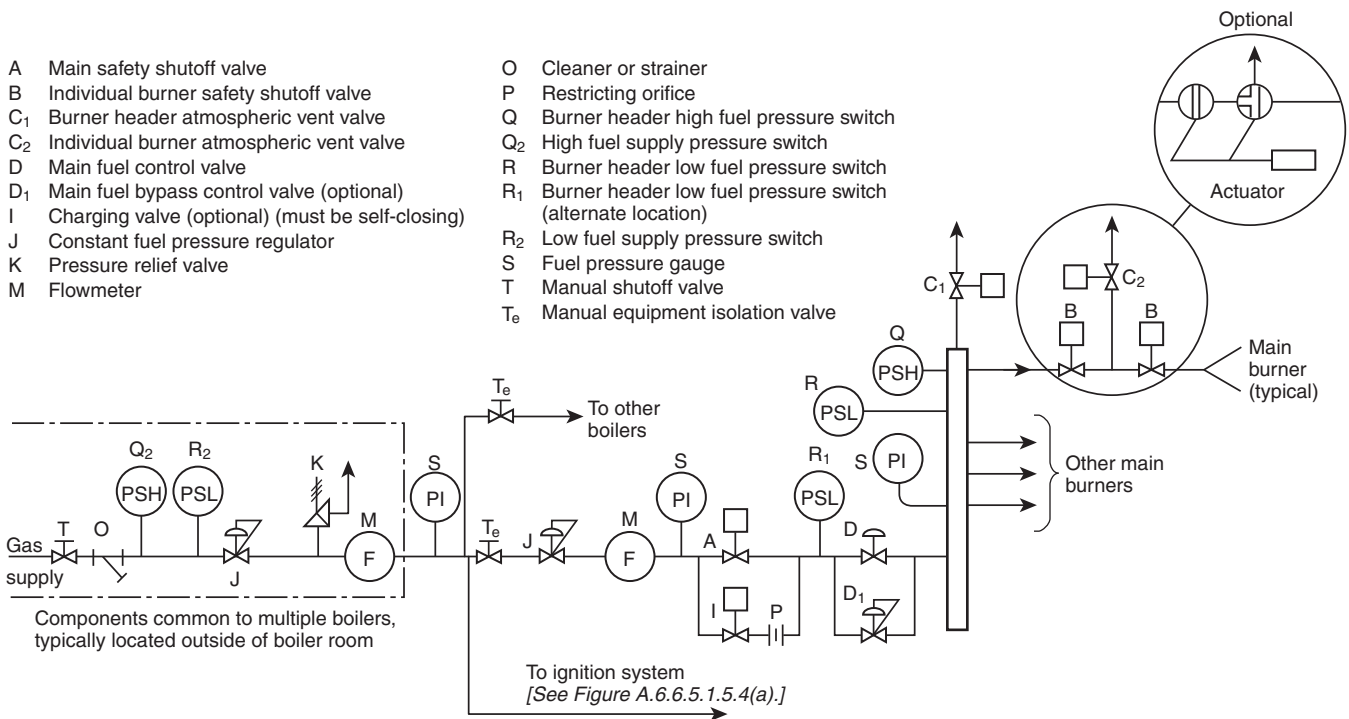 A Main safety shutoff valve
B Individual burner safety shutoff valve
C₁ Burner header atmospheric vent valve
C₂ Individual burner atmospheric vent valve
D Main fuel control valve
D₁ Main fuel bypass control valve (optional)
I Charging valve (optional) (must be self-closing)
J Constant fuel pressure regulator
K Pressure relief valve
M Flowmeter
O Cleaner or strainer
P Restricting orifice
Q Burner header high fuel pressure switch
Q₂ High fuel supply pressure switch
R Burner header low fuel pressure switch
R₁ Burner header low fuel pressure switch
(alternate location)
R₂ Low fuel supply pressure switch
S Fuel pressure gauge
T Manual shutoff valve
Tₑ Manual equipment isolation valve
Optional
Actuator
C₁
C₂
B
B
Q
PSH
Main
burner
(typical)
R
PSL
Tₑ
To other
boilers
S
PI
Other main
burners
Q₂
PSH
R₂
PSL
K
S
PI
S
PI
R₁
PSL
Gas
supply
T
O
J
M
F
Tₑ
J
M
F
A
D
I
P
D₁
Components common to multiple boilers,
typically located outside of boiler room
To ignition system
[See Figure A.6.6.5.1.5.4(a).]